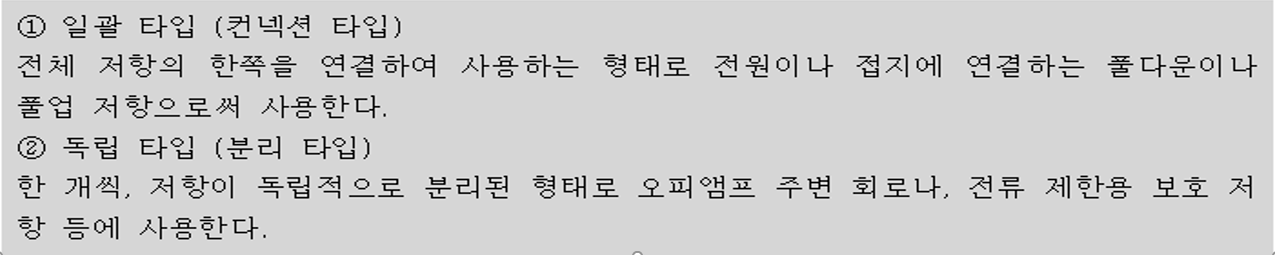 ① 일괄 타입 (컨넥션 타입)
전체 저항의 한쪽을 연결하여 사용하는 형태로 전원이나 접지에 연결하는 풀다운이나
풀업 저항으로써 사용한다.
② 독립 타입 (분리 타입)
한 개씩, 저항이 독립적으로 분리된 형태로 오피앰프 주변 회로나, 전류 제한용 보호 저
항 등에 사용한다.